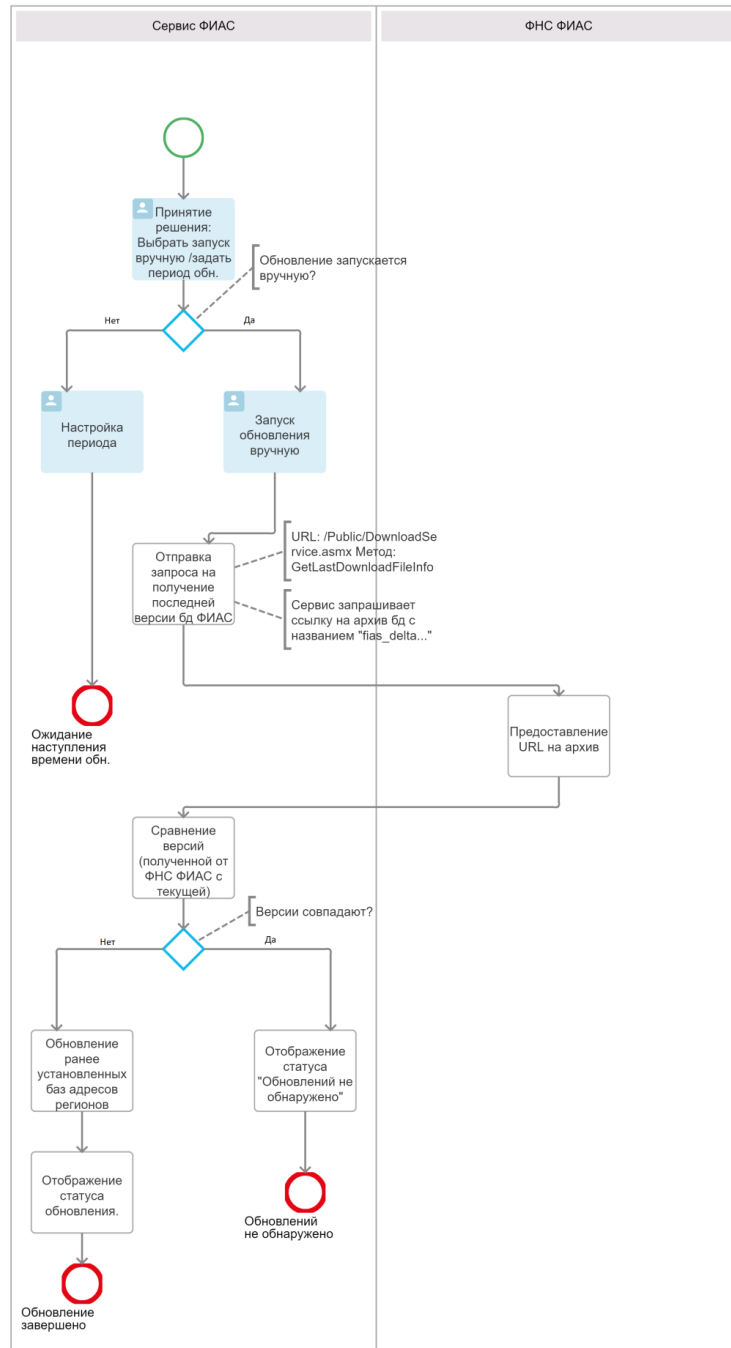 Сервис ФИАС
ФНС ФИАС
Принятие
решения:
Выбрать запуск
вручную /задать
период обн.
Обновление запускается
вручную?
Нет
Да
Настройка
периода
Запуск
обновления
вручную
Отправка
запроса на
получение
последней
версии бд ФИАС
URL: /Public/DownloadSe
rvice.asmx Метод:
GetLastDownloadFileInfo
Сервис запрашивает
ссылку на архив бд с
названием "fias_delta..."
Ожидание
наступления
времени обн.
Предоставление
URL на архив
Сравнение
версий
(полученной от
ФНС ФИАС с
текущей)
Версии совпадают?
Нет
Да
Обновление
ранее
установленных
баз адресов
регионов
Отображение
статуса
"Обновлений не
обнаружено"
Отображение
статуса
обновления.
Обновлений
не обнаружено
Обновление
завершено